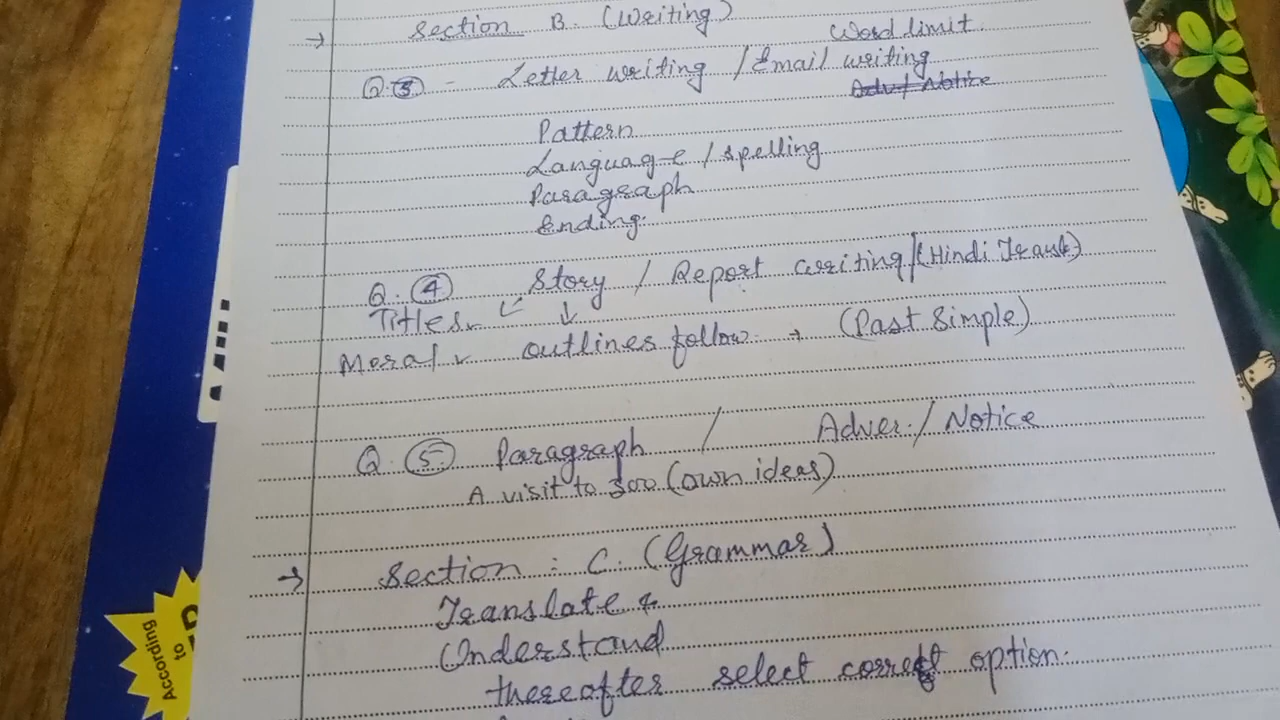 → Section B. (Writing)
Word limit.
Q.③ - Letter writing / Email writing
Adv/ Notice
Pattern
Language / spelling
Paragraph
Ending.
Q. ④ Story / Report writing/(Hindi Trans.)
Titles
Moral outlines follow. → (Past Simple)
Q. ⑤ Paragraph / Adver./ Notice
A visit to zoo (own ideas)
→ Section : C. (Grammar)
Translate &
Understand
thereafter select correct option.
According
to